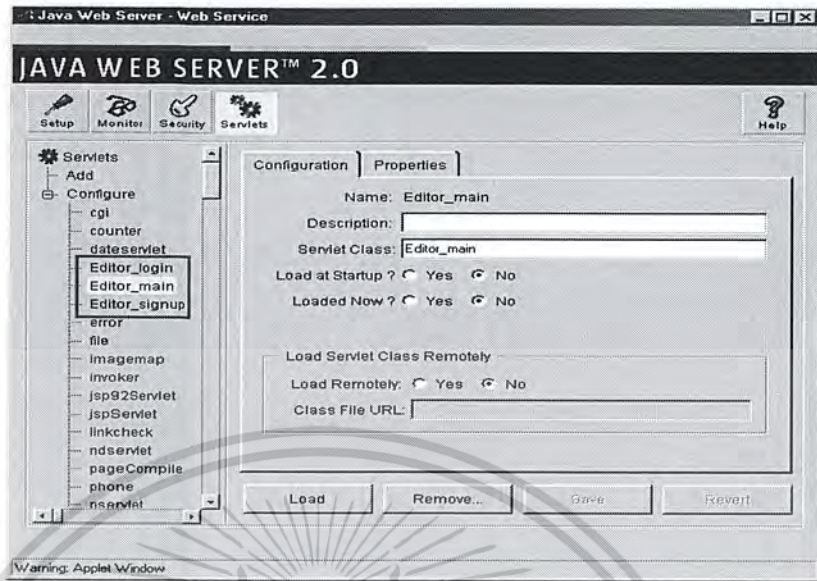 Java Web Server - Web Service
JAVA WEB SERVER™ 2.0
Setup
Monitor
Security
Servlets
Help
Servlets
Add
Configure
cgi
counter
dateservlet
Editor_login
Editor_main
Editor_signup
error
file
imagemap
invoker
jsp92Servlet
jspServlet
linkcheck
ndservlet
pageCompile
phone
nservlet
Configuration
Properties
Name: Editor_main
Description:
Servlet Class: Editor_main
Load at Startup ? Yes No
Loaded Now ? Yes No
Load Servlet Class Remotely
Load Remotely: Yes No
Class File URL:
Load
Remove...
Save
Revert
Warning: Applet Window